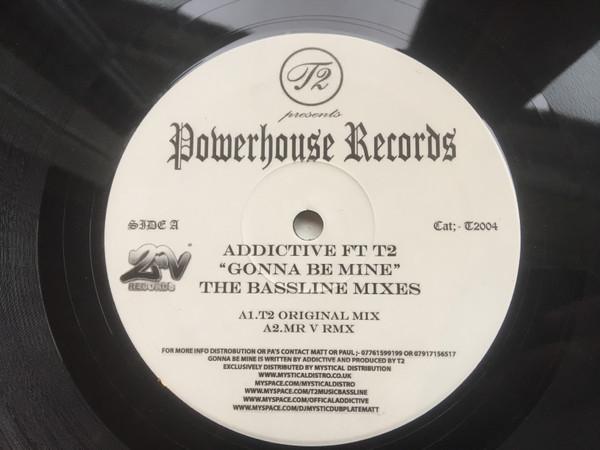 T2
presents
Powerhouse Records
SIDE A
Cat;- T2004
2NV
RECORDS
ADDICTIVE FT T2
“GONNA BE MINE”
THE BASSLINE MIXES
A1.T2 ORIGINAL MIX
A2.MR V RMX
FOR MORE INFO DISTROBUTION OR PA'S CONTACT MATT OR PAUL ;- 07761599199 OR 07917156517
GONNA BE MINE IS WRITTEN BY ADDICTIVE AND PRODUCED BY T2
EXCLUSIVELY DISTRIBUTED BY MYSTICAL DISTRIBUTION
WWW.MYSTICALDISTRO.CO.UK
MYSPACE.COM/MYSTICALDISTRO
WWW.MYSPACE.COM/T2MUSICBASSLINE
WWW.MYSPACE.COM/OFFICALADDICTIVE
WWW.MYSPACE.COM/DJMYSTICDUBPLATEMATT